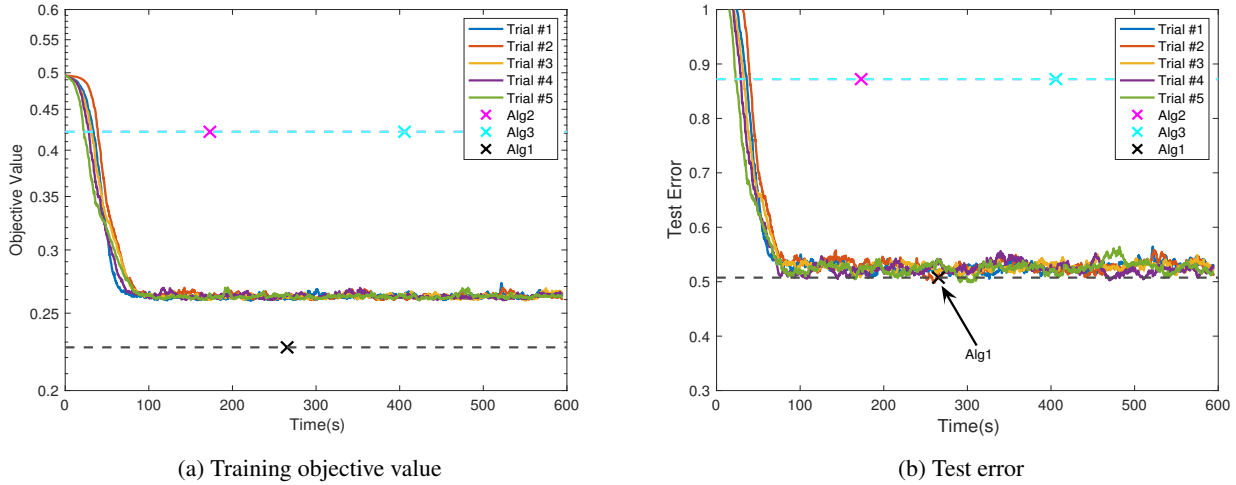 0.6
0.5
0.4
0.45
0.35
0.3
0.25
0.2
Objective Value
0 100 200 300 400 500 600
Time(s)
Trial #1
Trial #2
Trial #3
Trial #4
Trial #5
Alg2
Alg3
Alg1
(a) Training objective value
1
0.9
0.8
0.7
0.6
0.5
0.4
0.3
Test Error
0 100 200 300 400 500 600
Time(s)
Trial #1
Trial #2
Trial #3
Trial #4
Trial #5
Alg2
Alg3
Alg1
Alg1
(b) Test error